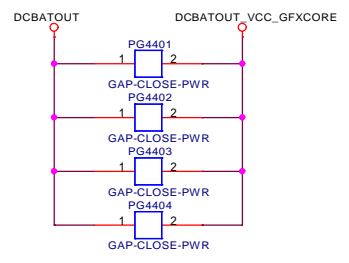 DCBATOUT DCBATOUT_VCC_GFXCORE
PG4401
1 2
GAP-CLOSE-PWR
PG4402
1 2
GAP-CLOSE-PWR
PG4403
1 2
GAP-CLOSE-PWR
PG4404
1 2
GAP-CLOSE-PWR